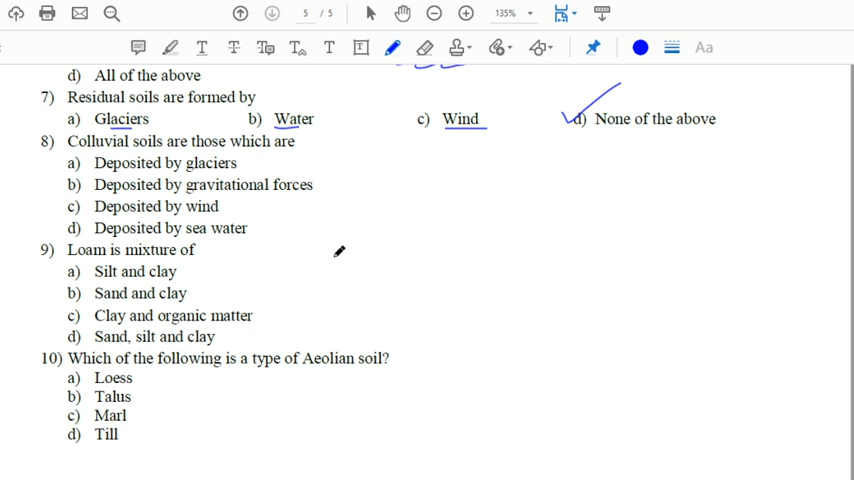 5 / 5
135%
Aa
d) All of the above
7) Residual soils are formed by
a) Glaciers b) Water c) Wind d) None of the above
8) Colluvial soils are those which are
a) Deposited by glaciers
b) Deposited by gravitational forces
c) Deposited by wind
d) Deposited by sea water
9) Loam is mixture of
a) Silt and clay
b) Sand and clay
c) Clay and organic matter
d) Sand, silt and clay
10) Which of the following is a type of Aeolian soil?
a) Loess
b) Talus
c) Marl
d) Till